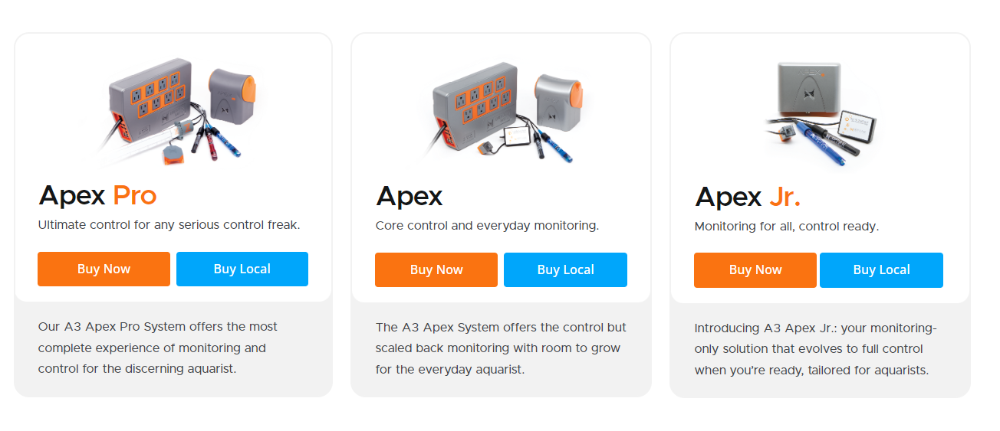 Apex Pro
Ultimate control for any serious control freak.
Buy Now
Buy Local
Our A3 Apex Pro System offers the most
complete experience of monitoring and
control for the discerning aquarist.
Apex
Core control and everyday monitoring.
Buy Now
Buy Local
The A3 Apex System offers the control but
scaled back monitoring with room to grow
for the everyday aquarist.
Apex Jr.
Monitoring for all, control ready.
Buy Now
Buy Local
Introducing A3 Apex Jr.: your monitoring-
only solution that evolves to full control
when you’re ready, tailored for aquarists.